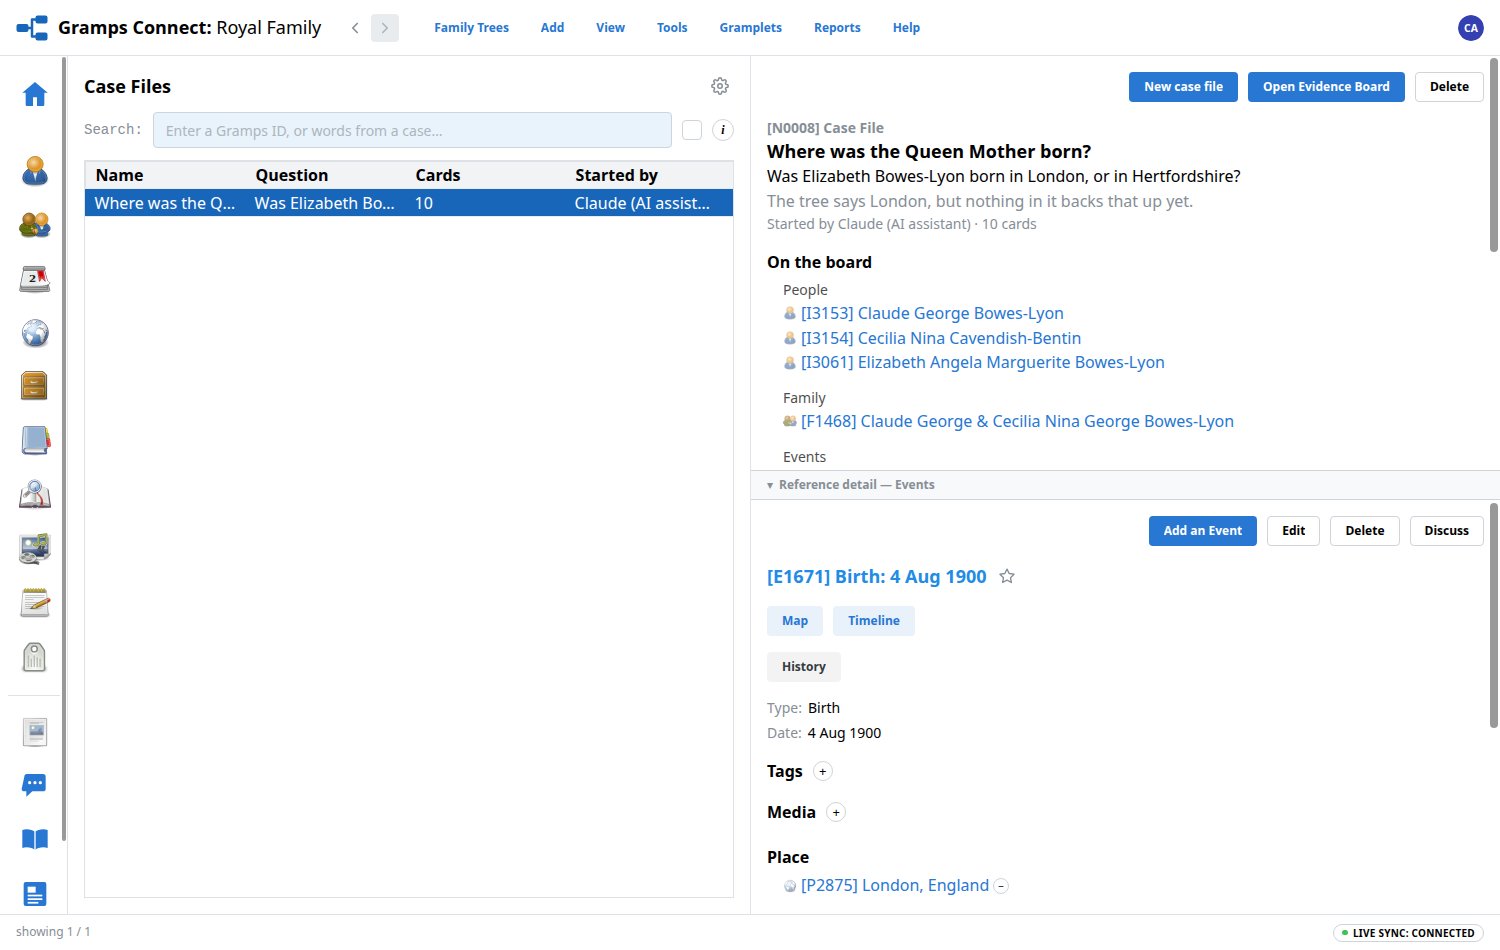 Gramps Connect: Royal Family
Family Trees Add View Tools Gramplets Reports Help
CA
Case Files
Search: Enter a Gramps ID, or words from a case...
i
Name Question Cards Started by
Where was the Q... Was Elizabeth Bo... 10 Claude (AI assist...
New case file Open Evidence Board Delete
[N0008] Case File
Where was the Queen Mother born?
Was Elizabeth Bowes-Lyon born in London, or in Hertfordshire?
The tree says London, but nothing in it backs that up yet.
Started by Claude (AI assistant) · 10 cards
On the board
People
[I3153] Claude George Bowes-Lyon
[I3154] Cecilia Nina Cavendish-Bentin
[I3061] Elizabeth Angela Marguerite Bowes-Lyon
Family
[F1468] Claude George & Cecilia Nina George Bowes-Lyon
Events
▾ Reference detail — Events
Add an Event Edit Delete Discuss
[E1671] Birth: 4 Aug 1900
Map Timeline
History
Type: Birth
Date: 4 Aug 1900
Tags +
Media +
Place
[P2875] London, England −
showing 1 / 1
LIVE SYNC: CONNECTED